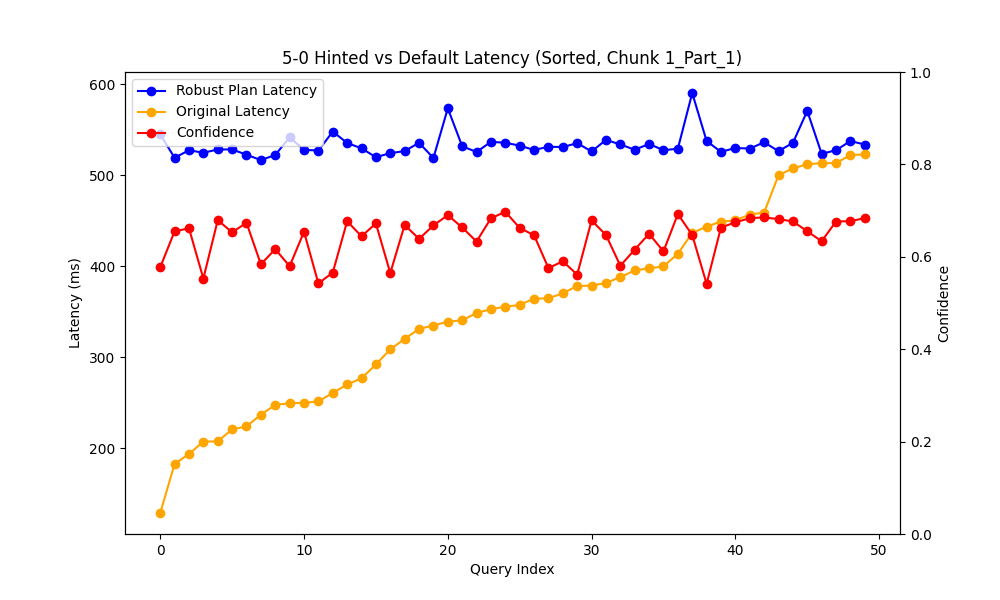 5-0 Hinted vs Default Latency (Sorted, Chunk 1_Part_1)
Robust Plan Latency
Original Latency
Confidence
Latency (ms)
600
500
400
300
200
1.0
0.8
0.6
0.4
0.2
0.0
Confidence
0 10 20 30 40 50
Query Index